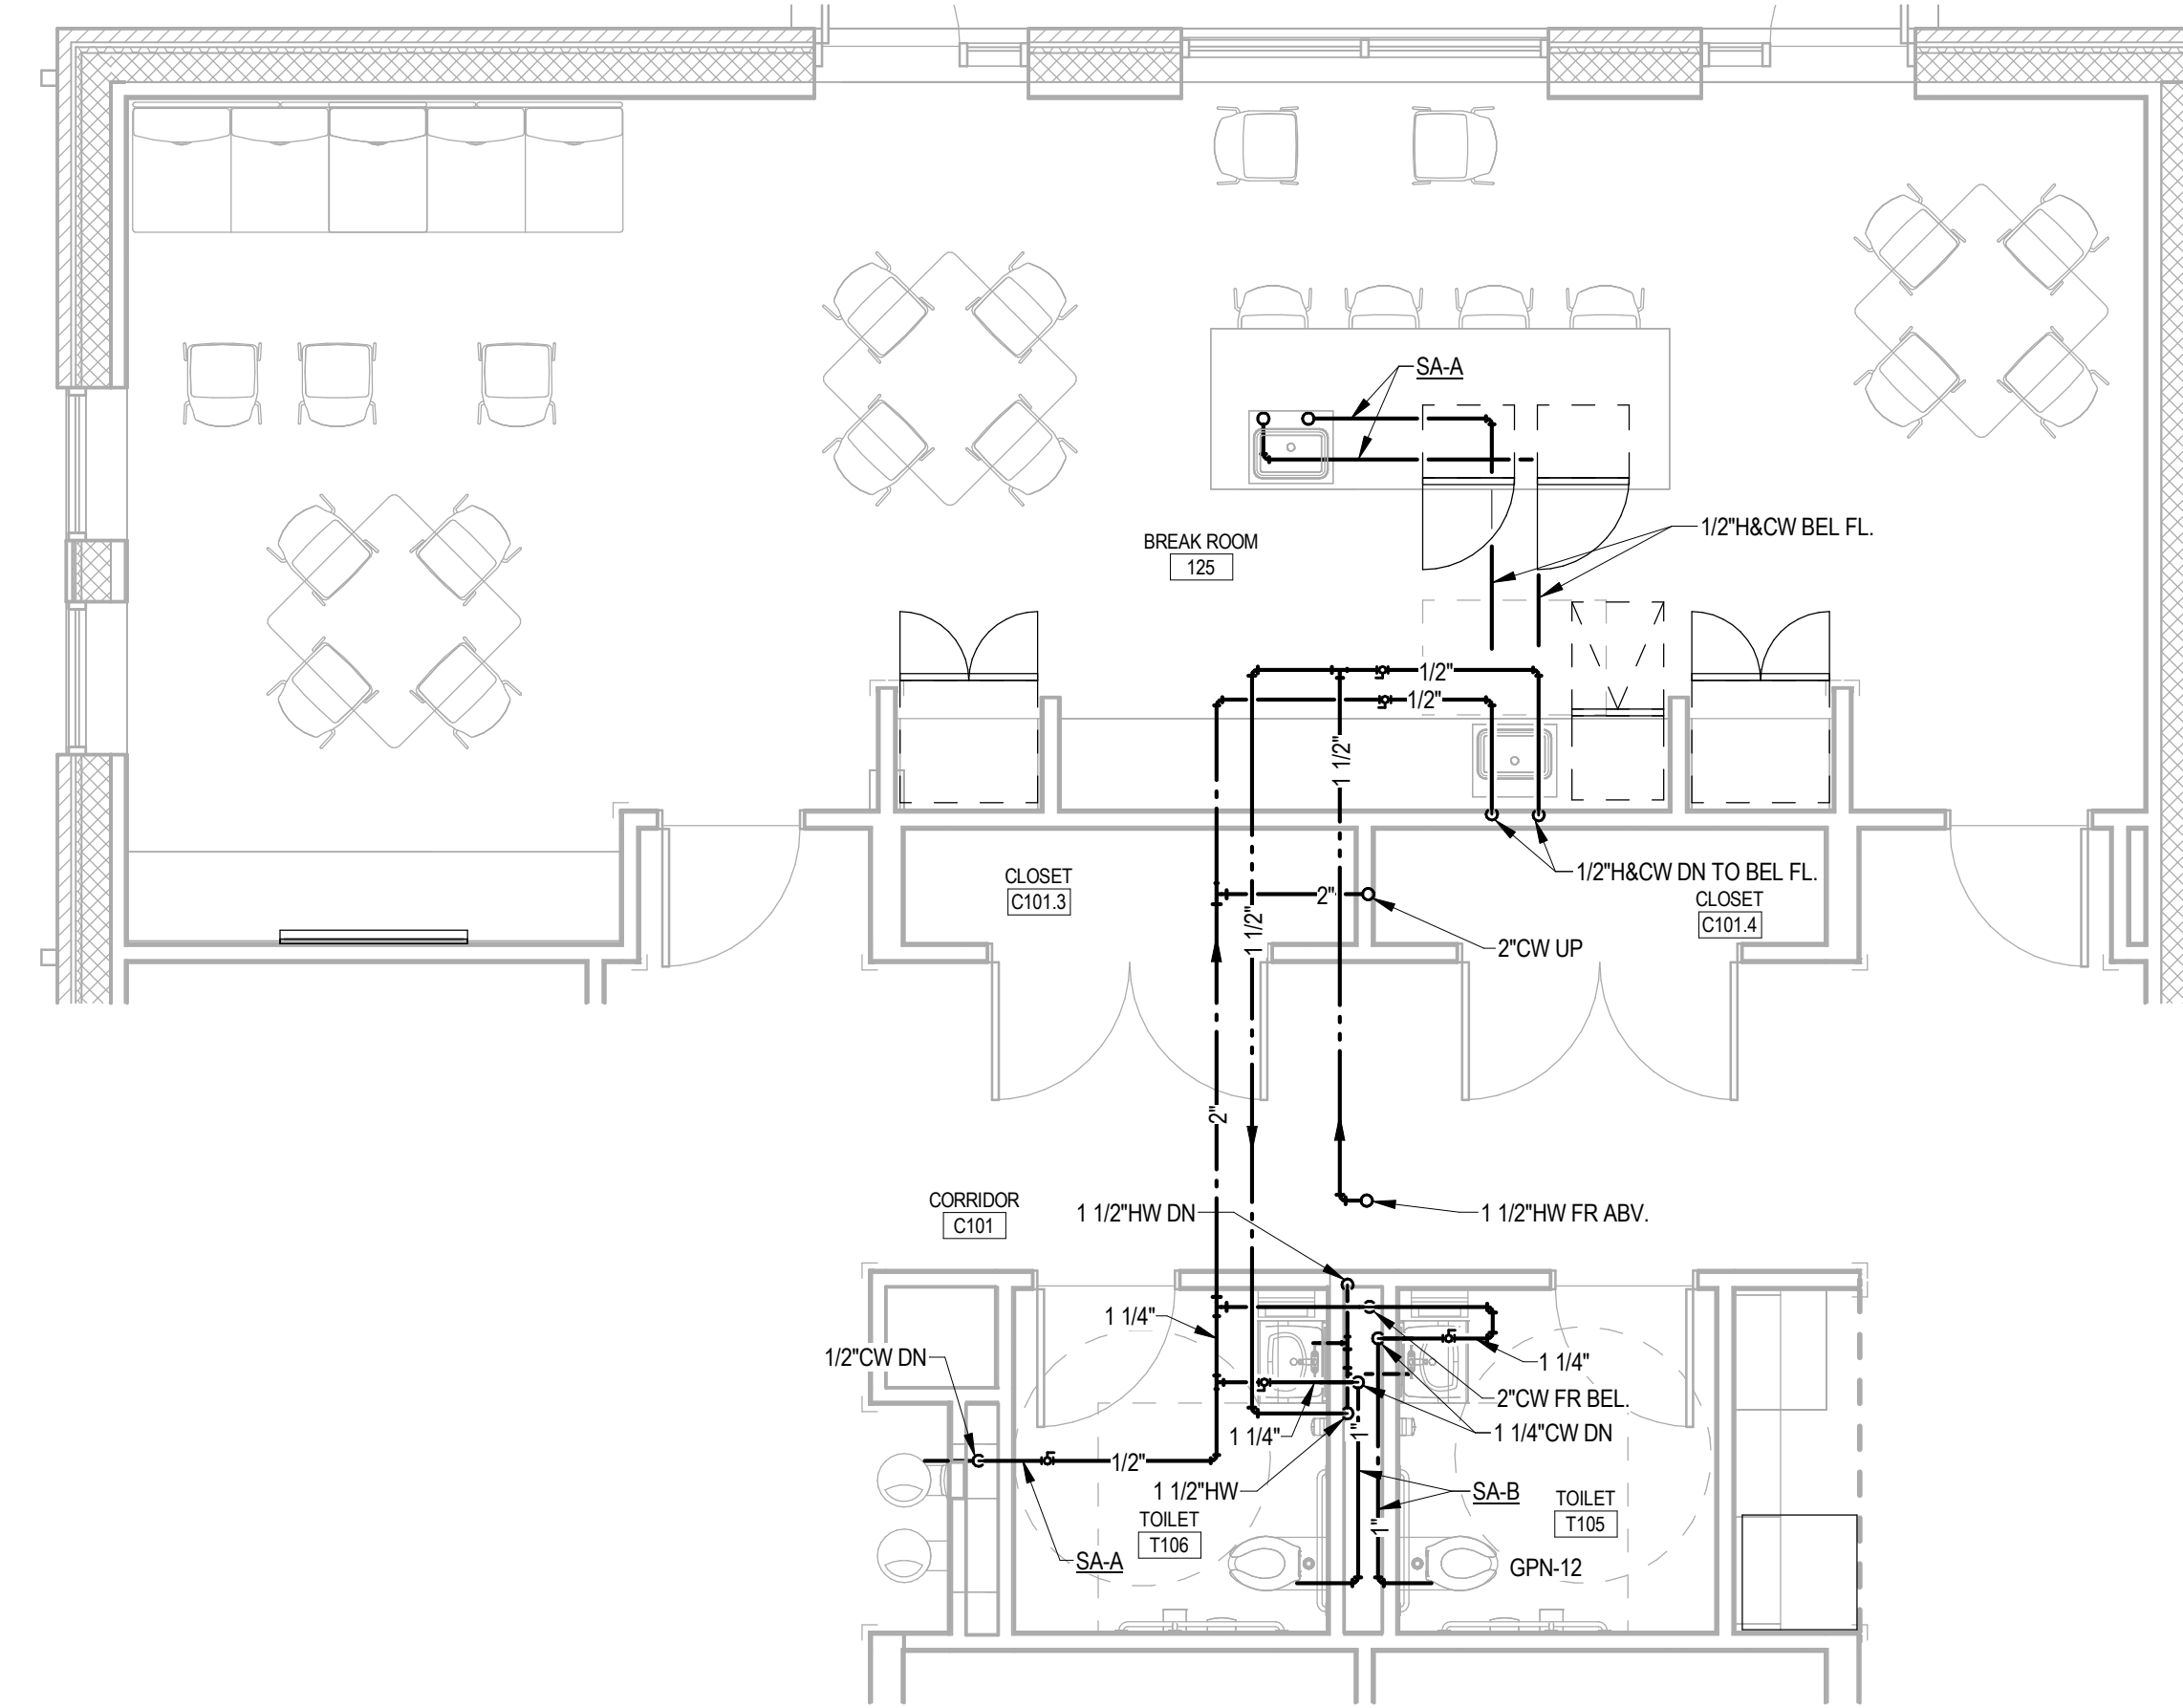 SA-A
1/2"H&CW BEL FL.
BREAK ROOM
125
1/2"
1/2"
1 1/2"
1/2"H&CW DN TO BEL FL.
CLOSET
C101.3
2"
CLOSET
C101.4
1 1/2"
2"CW UP
2"
CORRIDOR
C101
1 1/2"HW DN
1 1/2"HW FR ABV.
1 1/4"
1/2"CW DN
1 1/4"
2"CW FR BEL.
1 1/4"
1"
1 1/4"CW DN
1/2"
1 1/2"HW
SA-B
TOILET
T106
TOILET
T105
1"
SA-A
GPN-12